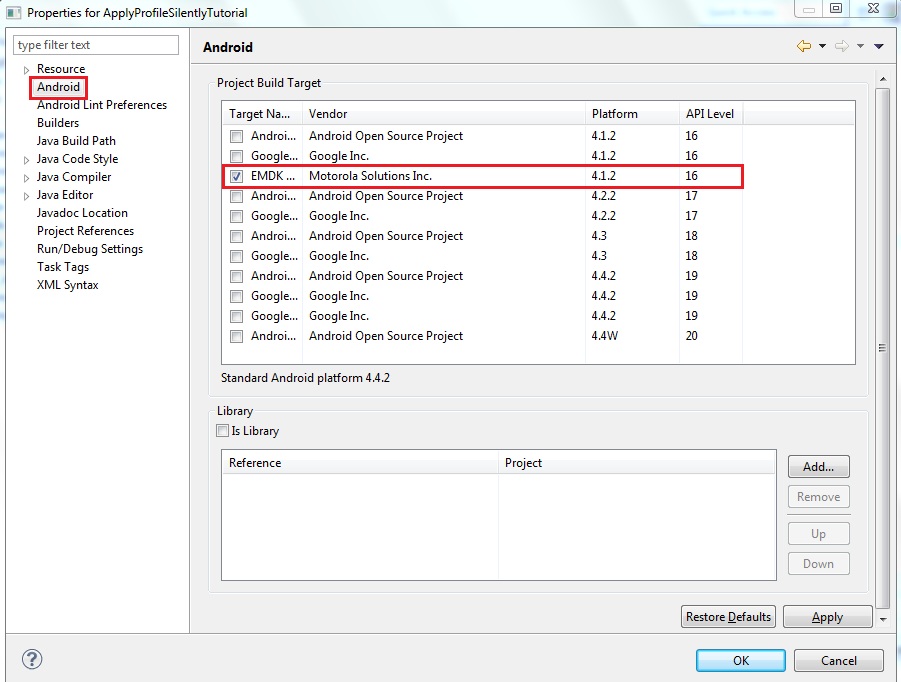 Properties for ApplyProfileSilentlyTutorial
type filter text
Resource
Android
Android Lint Preferences
Builders
Java Build Path
Java Code Style
Java Compiler
Java Editor
Javadoc Location
Project References
Run/Debug Settings
Task Tags
XML Syntax
Android
Project Build Target
Target Na... Vendor Platform API Level
Androi... Android Open Source Project 4.1.2 16
Google... Google Inc. 4.1.2 16
EMDK ... Motorola Solutions Inc. 4.1.2 16
Androi... Android Open Source Project 4.2.2 17
Google... Google Inc. 4.2.2 17
Androi... Android Open Source Project 4.3 18
Google... Google Inc. 4.3 18
Androi... Android Open Source Project 4.4.2 19
Google... Google Inc. 4.4.2 19
Google... Google Inc. 4.4.2 19
Androi... Android Open Source Project 4.4W 20
Standard Android platform 4.4.2
Library
Is Library
Reference Project
Add...
Remove
Up
Down
Restore Defaults Apply
? OK Cancel